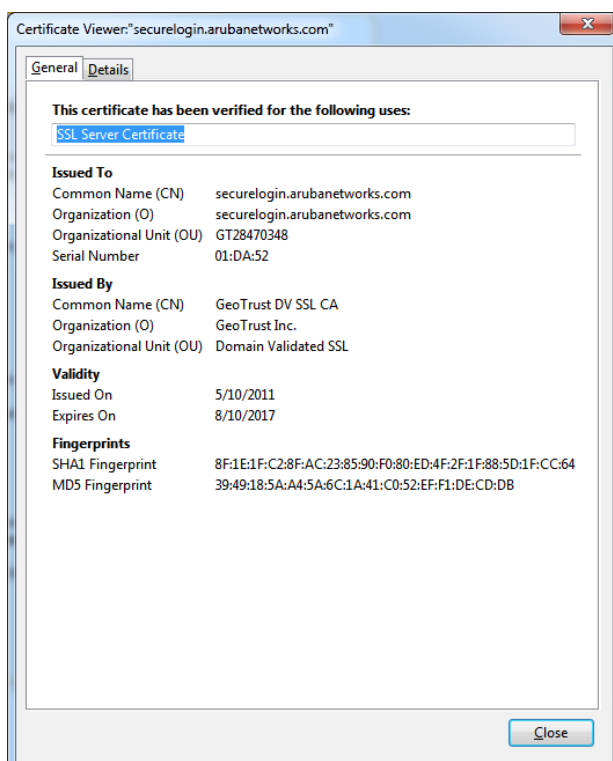 Certificate Viewer:"securelogin.arubanetworks.com"
General Details
This certificate has been verified for the following uses:
SSL Server Certificate
Issued To
Common Name (CN) securelogin.arubanetworks.com
Organization (O) securelogin.arubanetworks.com
Organizational Unit (OU) GT28470348
Serial Number 01:DA:52
Issued By
Common Name (CN) GeoTrust DV SSL CA
Organization (O) GeoTrust Inc.
Organizational Unit (OU) Domain Validated SSL
Validity
Issued On 5/10/2011
Expires On 8/10/2017
Fingerprints
SHA1 Fingerprint 8F:1E:1F:C2:8F:AC:23:85:90:F0:80:ED:4F:2F:1F:88:5D:1F:CC:64
MD5 Fingerprint 39:49:18:5A:A4:5A:6C:1A:41:C0:52:EF:F1:DE:CD:DB
Close